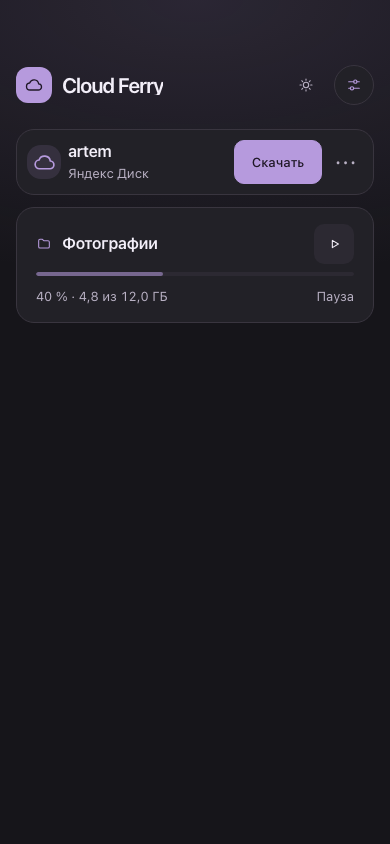 Cloud Ferry
artem
Яндекс Диск
Скачать
Фотографии
40 % · 4,8 из 12,0 ГБ
Пауза